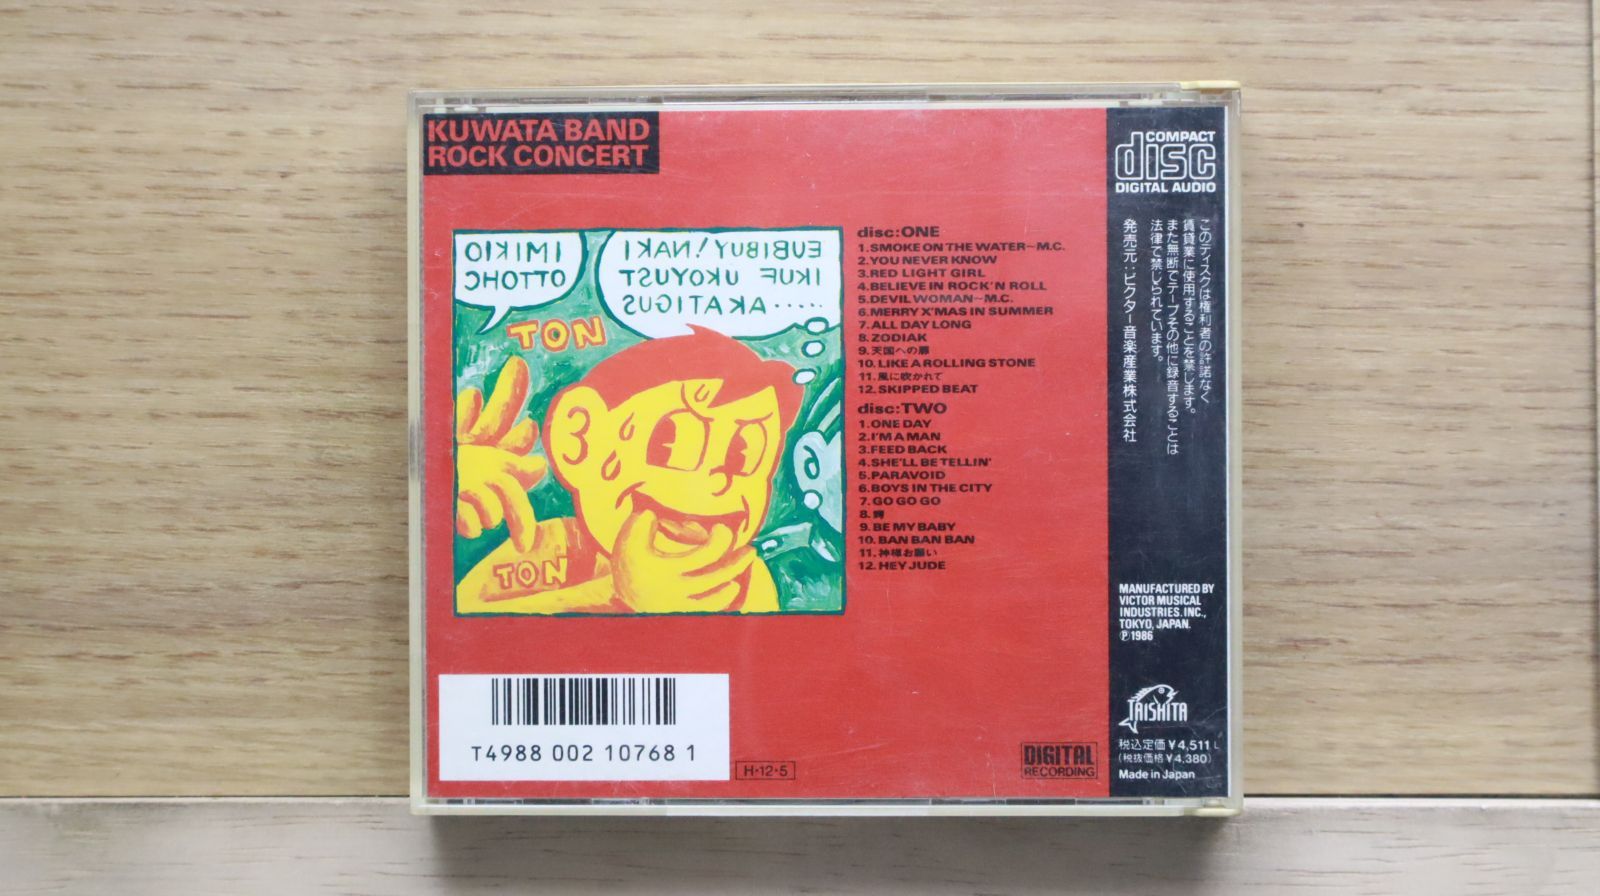 KUWATA BAND
ROCK CONCERT
IMIKIO
OTTOHC
EUBIBUY! NAKI
IKUF UKOYUST
AKATIGUS
TON
TON
disc:ONE
1.SMOKE ON THE WATER~M.C.
2.YOU NEVER KNOW
3.RED LIGHT GIRL
4.BELIEVE IN ROCK'N ROLL
5.DEVIL WOMAN~M.C.
6.MERRY X'MAS IN SUMMER
7.ALL DAY LONG
8.ZODIAK
9.天国への扉
10.LIKE A ROLLING STONE
11.風に吹かれて
12.SKIPPED BEAT
disc:TWO
1.ONE DAY
2.I'M A MAN
3.FEED BACK
4.SHE'LL BE TELLIN'
5.PARAVOID
6.BOYS IN THE CITY
7.GO GO GO
8.鰐
9.BE MY BABY
10.BAN BAN BAN
11.神様お願い
12.HEY JUDE
T4988 002 10768 1
H・12・5
DIGITAL
RECORDING
COMPACT
disc
DIGITAL AUDIO
このディスクは権利者の許諾なく
賃貸業に使用することを禁じます。
また無断でテープその他に録音することは
法律で禁じられています。
発売元：ビクター音楽産業株式会社
MANUFACTURED BY
VICTOR MUSICAL
INDUSTRIES. INC.,
TOKYO, JAPAN.
Ⓟ1986
TAISHITA
税込定価¥4,511 L
(税抜価格¥4,380)
Made in Japan